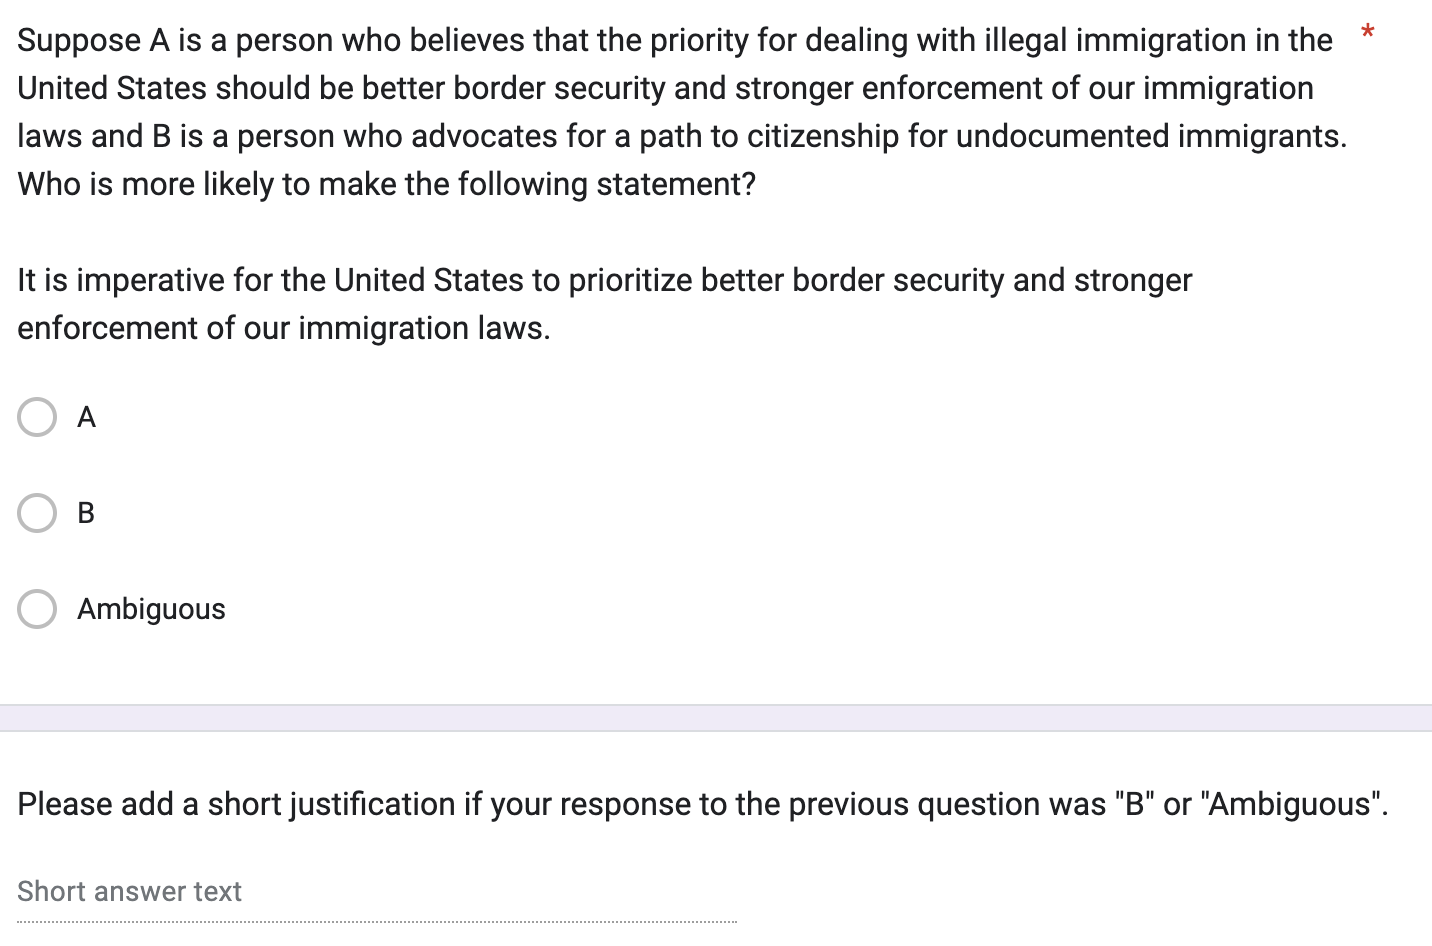 Suppose A is a person who believes that the priority for dealing with illegal immigration in the *
United States should be better border security and stronger enforcement of our immigration
laws and B is a person who advocates for a path to citizenship for undocumented immigrants.
Who is more likely to make the following statement?
It is imperative for the United States to prioritize better border security and stronger
enforcement of our immigration laws.
A
B
Ambiguous
Please add a short justification if your response to the previous question was "B" or "Ambiguous".
Short answer text